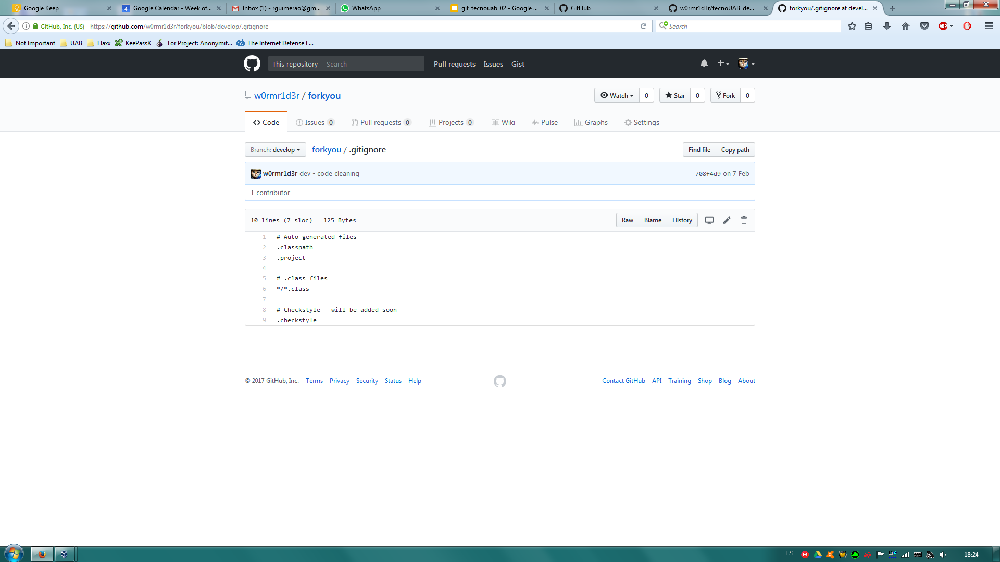 Google Keep
Google Calendar - Week of...
Inbox (1) - rguimerao@gm...
WhatsApp
git_tecnouab_02 - Google ...
GitHub
w0rmr1d3r/tecnoUAB_de...
forkyou/.gitignore at devel...
GitHub, Inc. (US)
https://github.com/w0rmr1d3r/forkyou/blob/develop/.gitignore
Search
ABP
Not Important
UAB
Haxx
KeePassX
Tor Project: Anonymit...
The Internet Defense L...
This repository
Search
Pull requests
Issues
Gist
w0rmr1d3r / forkyou
Watch 0
Star 0
Fork 0
Code
Issues 0
Pull requests 0
Projects 0
Wiki
Pulse
Graphs
Settings
Branch: develop
forkyou / .gitignore
Find file
Copy path
w0rmr1d3r dev - code cleaning
708f4d9 on 7 Feb
1 contributor
10 lines (7 sloc)
125 Bytes
Raw
Blame
History
1 # Auto generated files
2 .classpath
3 .project
4
5 # .class files
6 */*.class
7
8 # Checkstyle - will be added soon
9 .checkstyle
© 2017 GitHub, Inc.
Terms
Privacy
Security
Status
Help
Contact GitHub
API
Training
Shop
Blog
About
ES
18:24